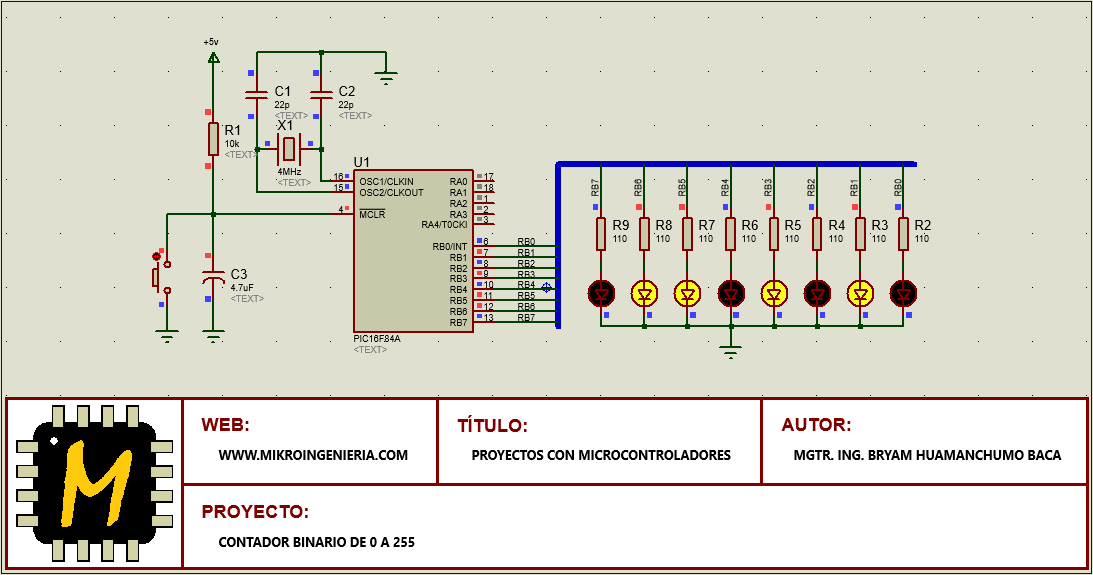 +5v
C1
22p
<TEXT>
C2
22p
<TEXT>
R1
10k
<TEXT>
X1
4MHz
<TEXT>
U1
16 OSC1/CLKIN
15 OSC2/CLKOUT
4 MCLR
RA0 17
RA1 18
RA2 1
RA3 2
RA4/T0CKI 3
RB0/INT 6 RB0
RB1 7 RB1
RB2 8 RB2
RB3 9 RB3
RB4 10 RB4
RB5 11 RB5
RB6 12 RB6
RB7 13 RB7
PIC16F84A
<TEXT>
C3
4.7uF
<TEXT>
RB7 RB6 RB5 RB4 RB3 RB2 RB1 RB0
R9 R8 R7 R6 R5 R4 R3 R2
110 110 110 110 110 110 110 110
M
WEB:
WWW.MIKROINGENIERIA.COM
TÍTULO:
PROYECTOS CON MICROCONTROLADORES
AUTOR:
MGTR. ING. BRYAM HUAMANCHUMO BACA
PROYECTO:
CONTADOR BINARIO DE 0 A 255